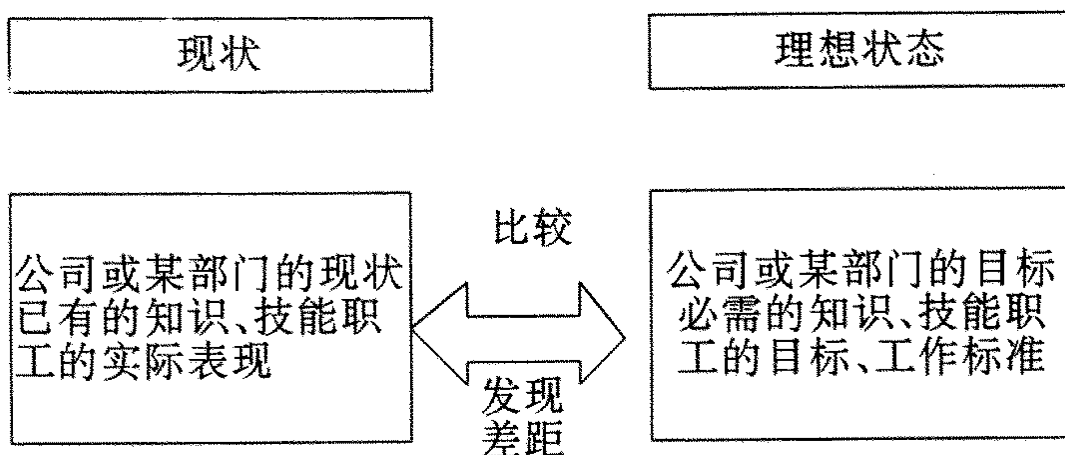 现状
理想状态
公司或某部门的现状
已有的知识、技能职
工的实际表现
比较
发现
差距
公司或某部门的目标
必需的知识、技能职
工的目标、工作标准